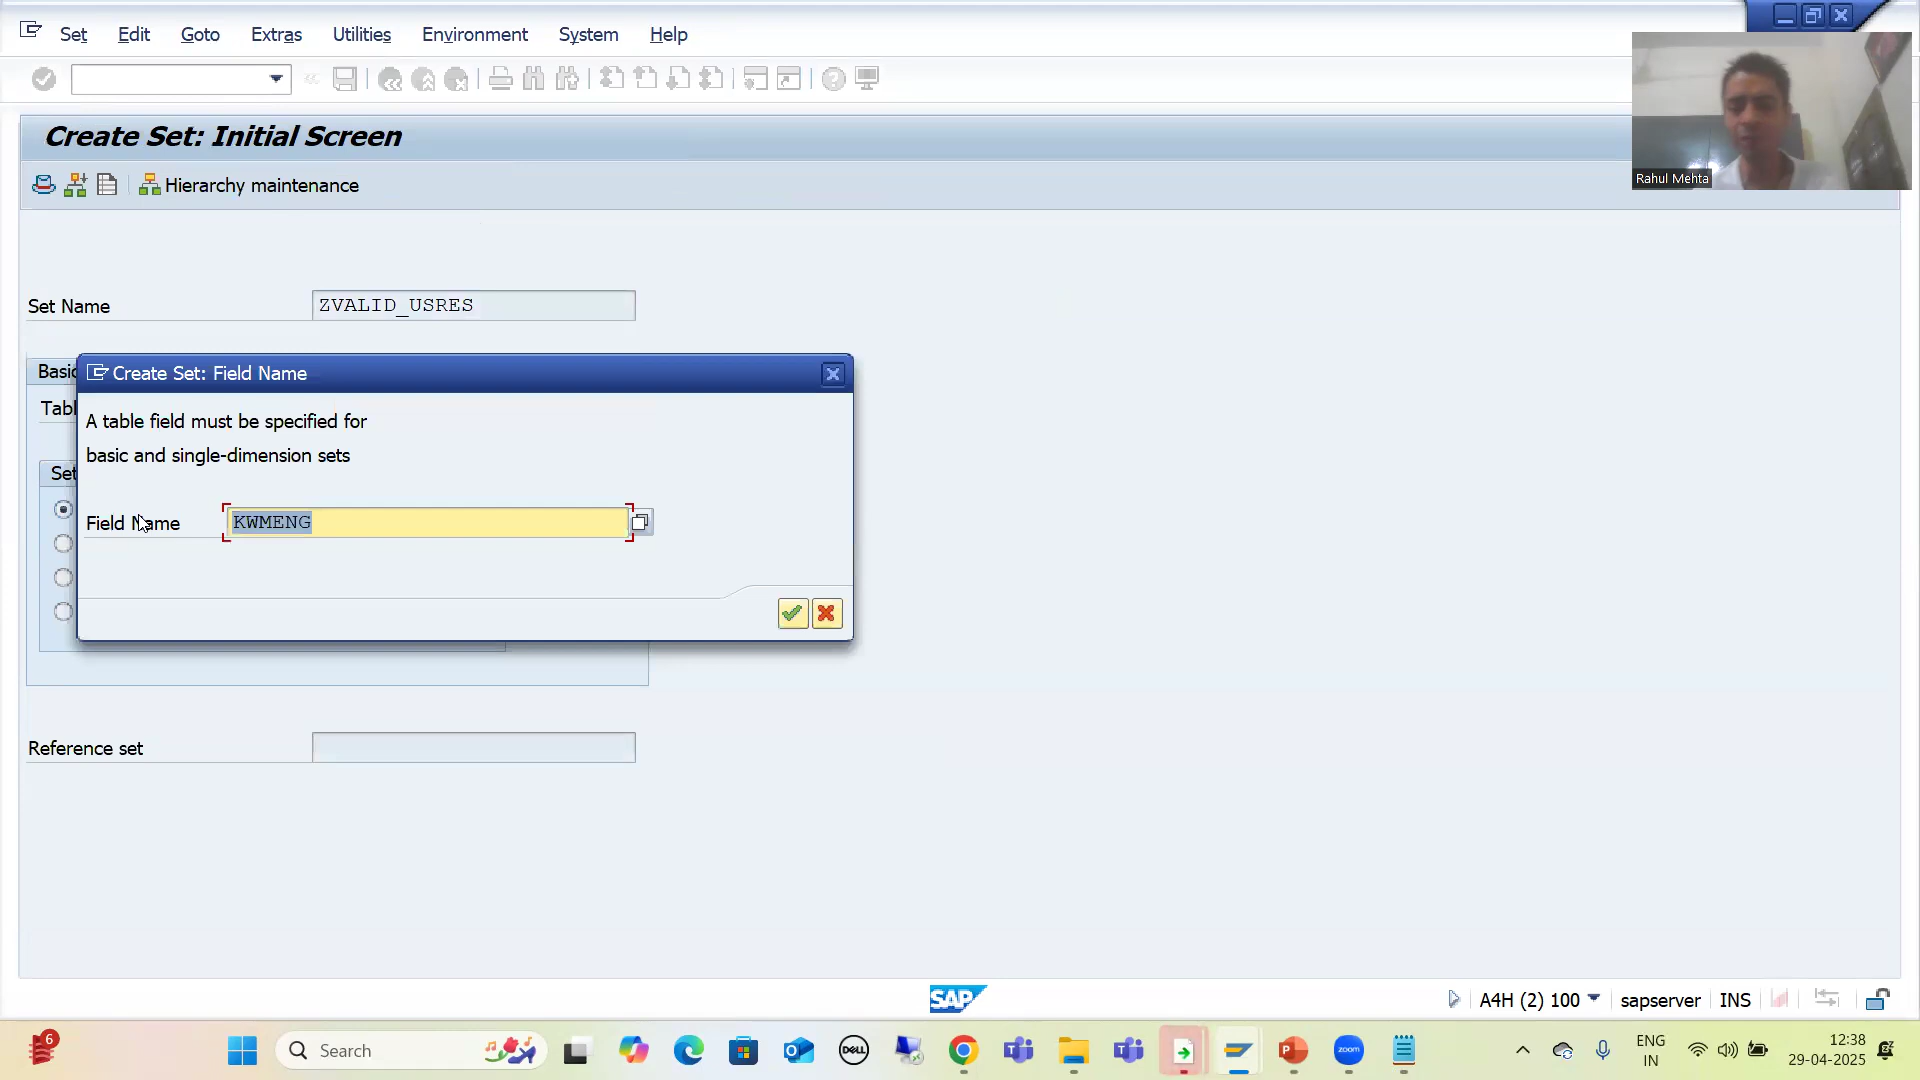 Set Edit Goto Extras Utilities Environment System Help
Create Set: Initial Screen
Hierarchy maintenance
Rahul Mehta
Set Name ZVALID_USRES
Basic
Tabl
Set
Create Set: Field Name
A table field must be specified for
basic and single-dimension sets
Field Name KWMENG
Reference set
SAP
A4H (2) 100 sapserver INS
6
Search
DELL
zoom
ENG
IN
12:38
29-04-2025